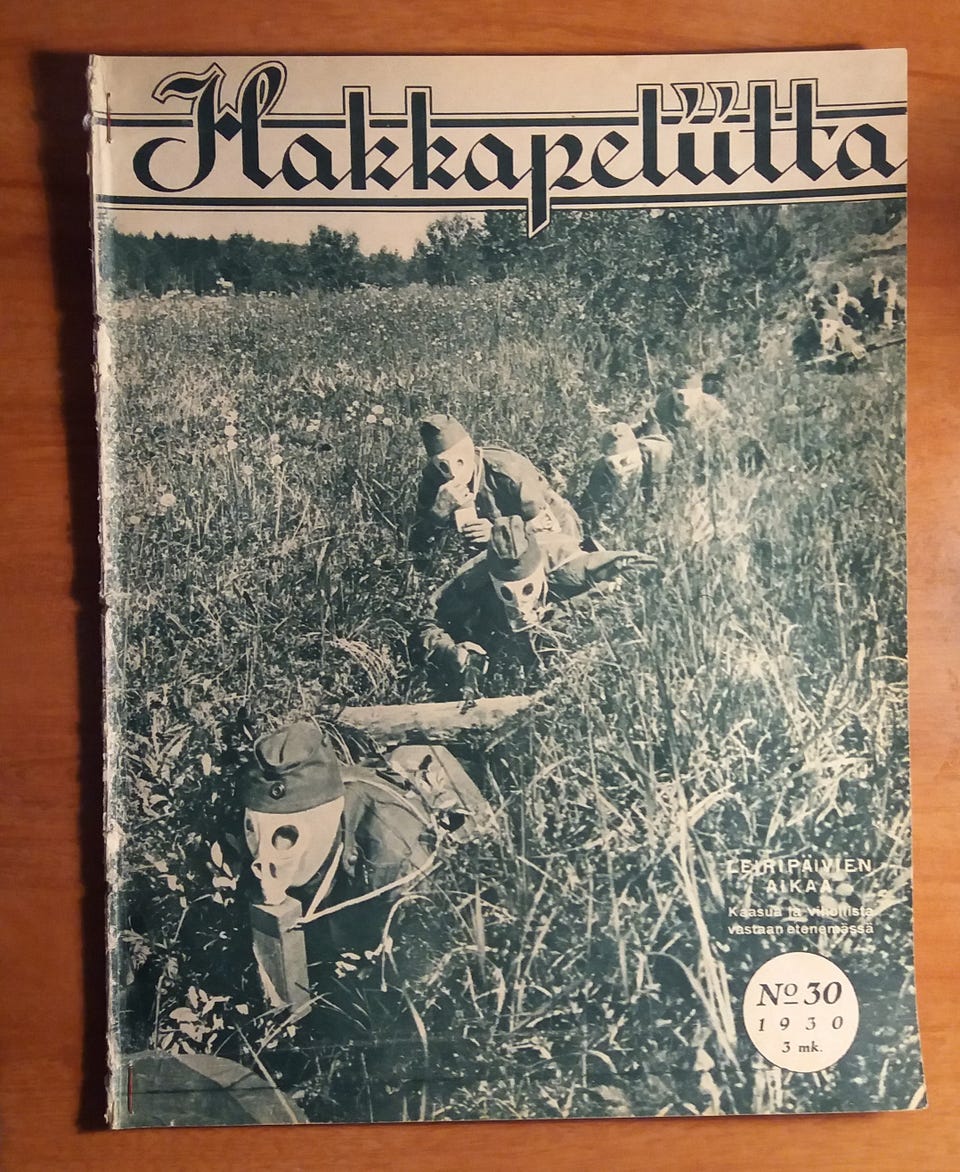 Hakkapeliitta
LEIRIPÄIVIEN
AIKAA
Kaasua ja vihollista
vastaan etenemässä
No 30
1930
3 mk.